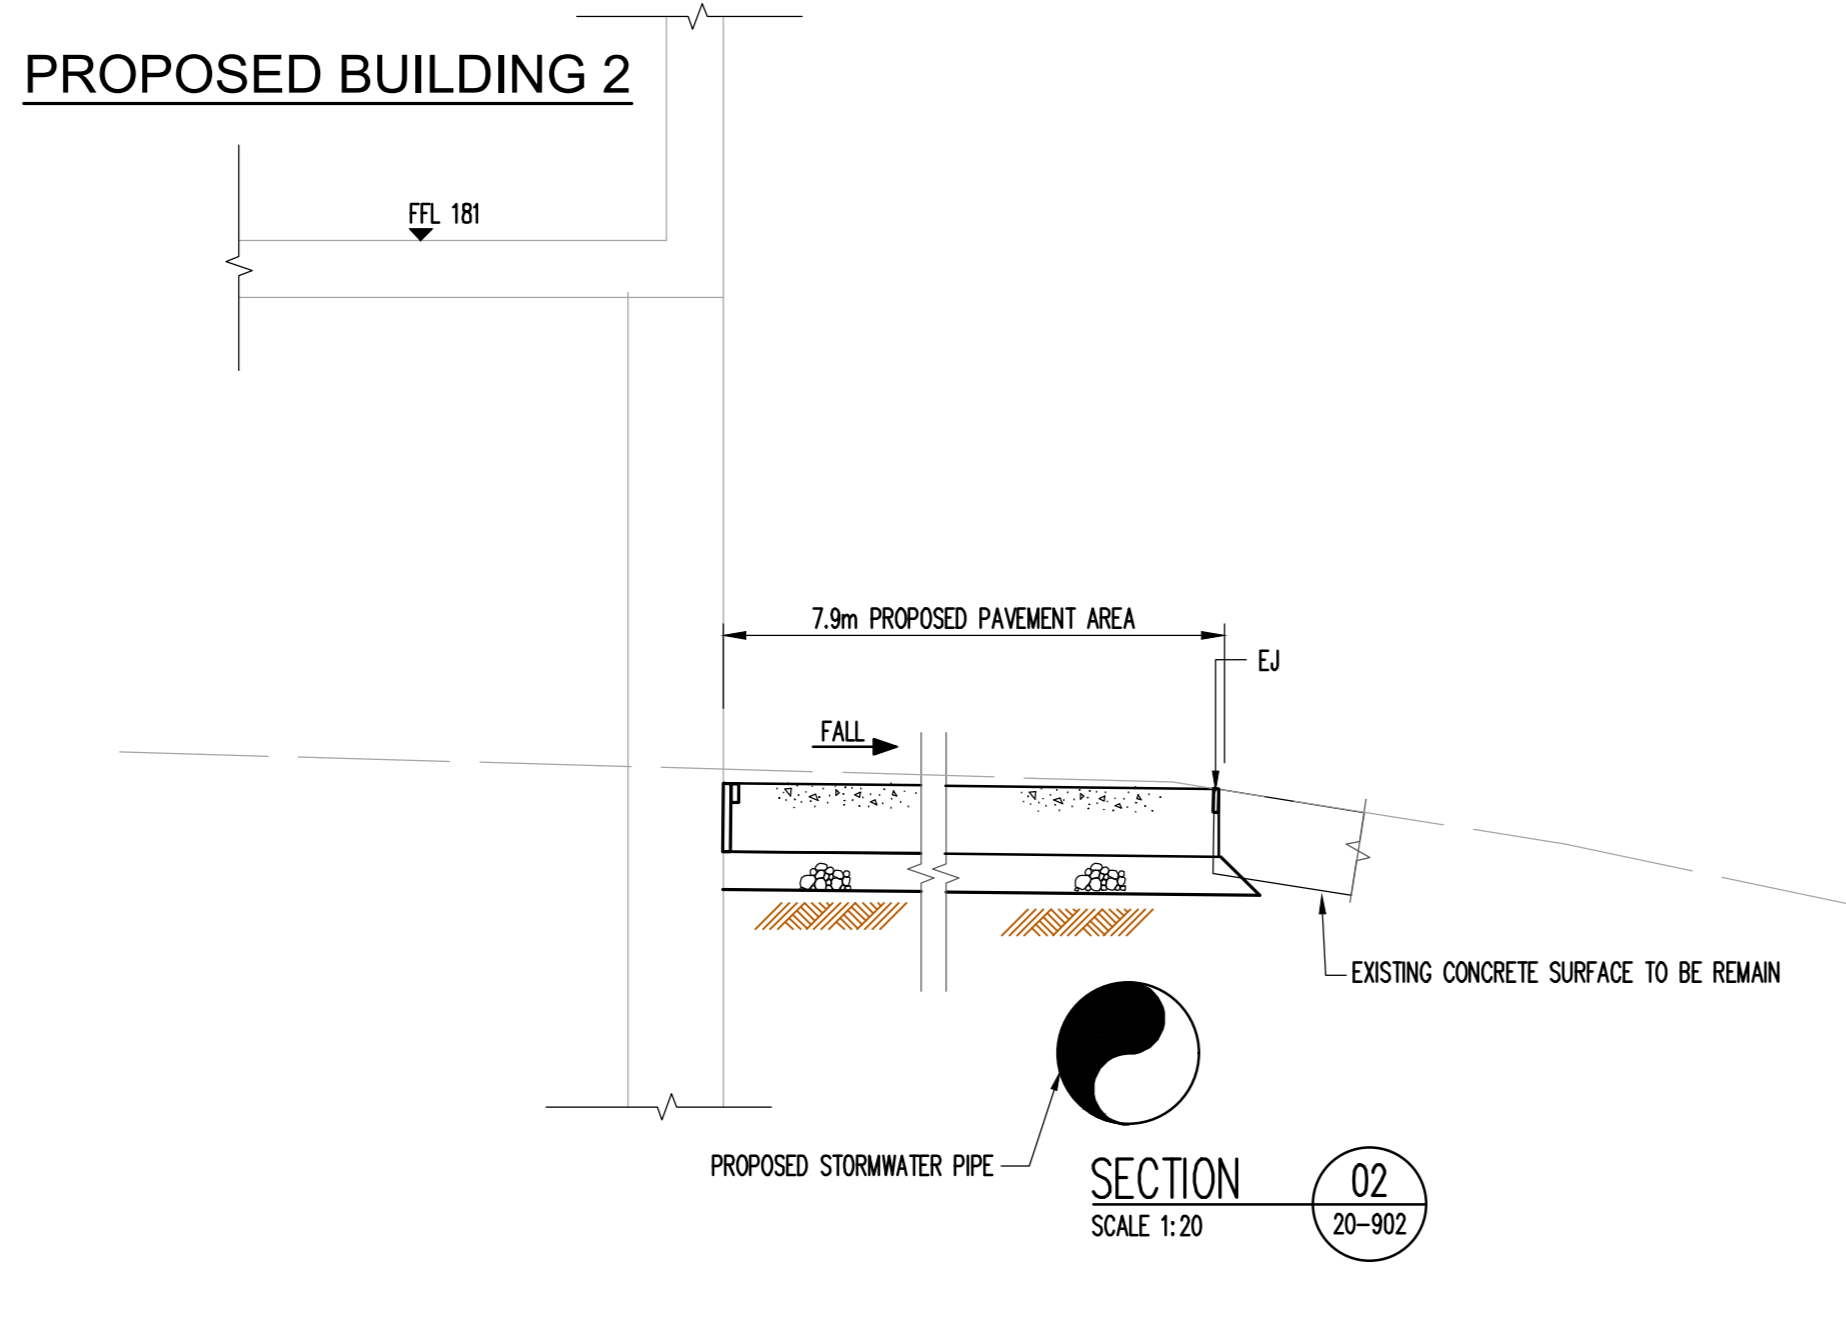 PROPOSED BUILDING 2
FFL 181
7.9m PROPOSED PAVEMENT AREA
EJ
FALL
EXISTING CONCRETE SURFACE TO BE REMAIN
PROPOSED STORMWATER PIPE
SECTION
SCALE 1:20
02
20-902